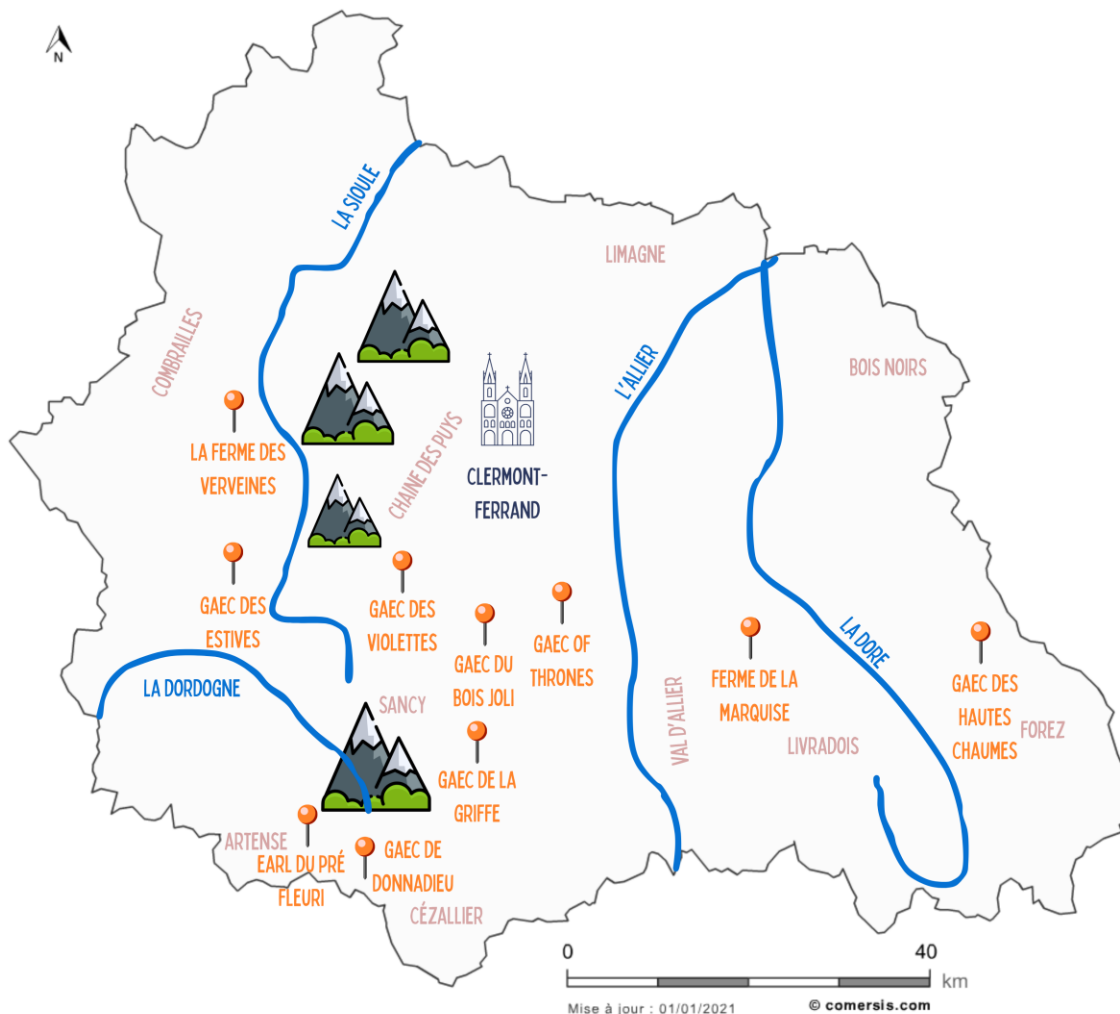 N
LA SIOULE
LIMAGNE
COMBRAILLES
L'ALLIER
BOIS NOIRS
CHAINE DES PUYS
LA FERME DES
VERVEINES
CLERMONT-
FERRAND
GAEC DES
ESTIVES
GAEC DES
VIOLETTES
GAEC DU
BOIS JOLI
GAEC OF
THRONES
LA DORE
LA DORDOGNE
SANCY
FERME DE LA
MARQUISE
GAEC DES
HAUTES
CHAUMES
VAL D'ALLIER
LIVRADOIS
FOREZ
GAEC DE LA
GRIFFE
ARTENSE
EARL DU PRÉ
FLEURI
GAEC DE
DONNADIEU
CÉZALLIER
0 40
km
Mise à jour : 01/01/2021
© comersis.com